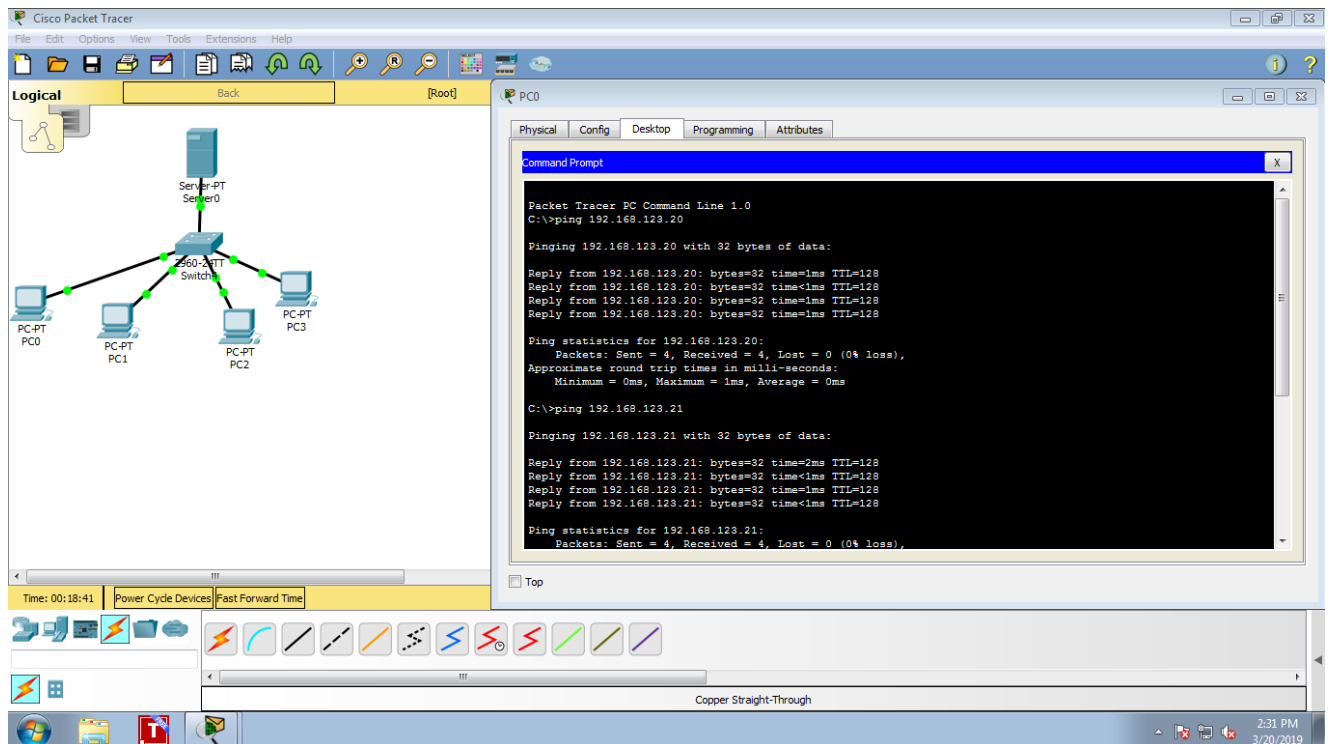 Cisco Packet Tracer
File Edit Options View Tools Extensions Help
Logical
Back
[Root]
Server-PT
Server0
2960-24TT
PC-PT
PC0
PC-PT
PC1
PC-PT
PC2
PC-PT
PC3
Time: 00:18:41
Power Cycle Devices
Fast Forward Time
PC0
Physical
Config
Desktop
Programming
Attributes
Command Prompt
X
Packet Tracer PC Command Line 1.0
C:\>ping 192.168.123.20
Pinging 192.168.123.20 with 32 bytes of data:
Reply from 192.168.123.20: bytes=32 time=1ms TTL=128
Reply from 192.168.123.20: bytes=32 time<1ms TTL=128
Reply from 192.168.123.20: bytes=32 time=1ms TTL=128
Reply from 192.168.123.20: bytes=32 time=1ms TTL=128
Ping statistics for 192.168.123.20:
Packets: Sent = 4, Received = 4, Lost = 0 (0% loss),
Approximate round trip times in milli-seconds:
Minimum = 0ms, Maximum = 1ms, Average = 0ms
C:\>ping 192.168.123.21
Pinging 192.168.123.21 with 32 bytes of data:
Reply from 192.168.123.21: bytes=32 time=2ms TTL=128
Reply from 192.168.123.21: bytes=32 time<1ms TTL=128
Reply from 192.168.123.21: bytes=32 time=1ms TTL=128
Reply from 192.168.123.21: bytes=32 time<1ms TTL=128
Ping statistics for 192.168.123.21:
Packets: Sent = 4, Received = 4, Lost = 0 (0% loss),
Top
Copper Straight-Through
2:31 PM
3/20/2019